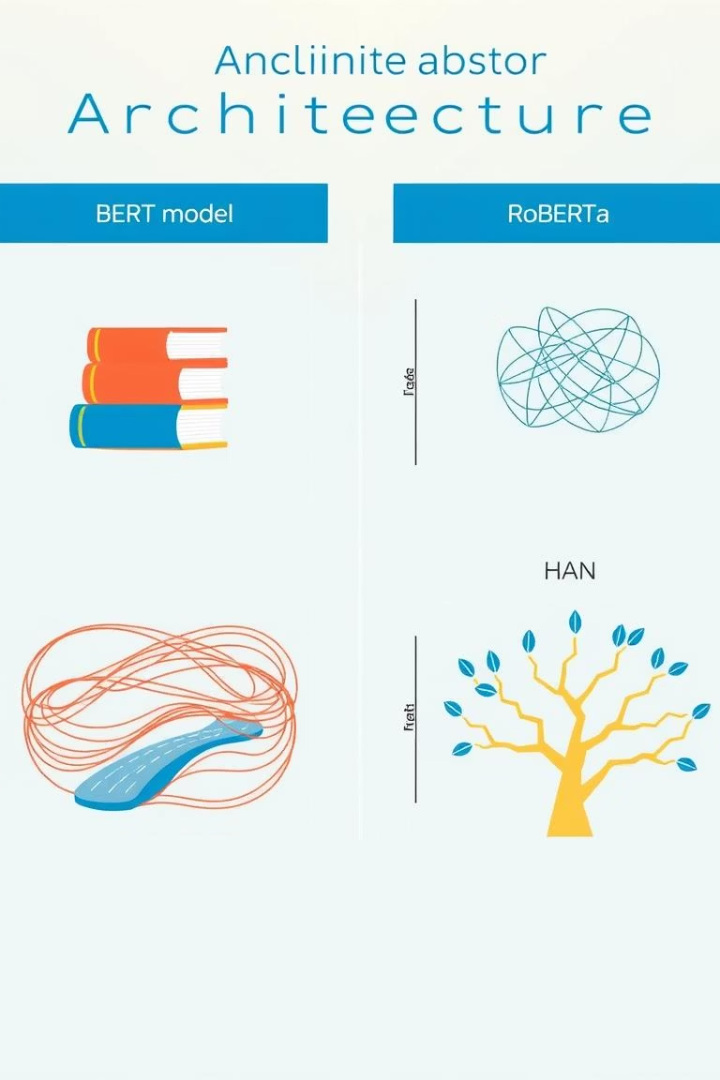 Ancliinite abstor
Architeecture
BERT model
RoBERTa
HAN